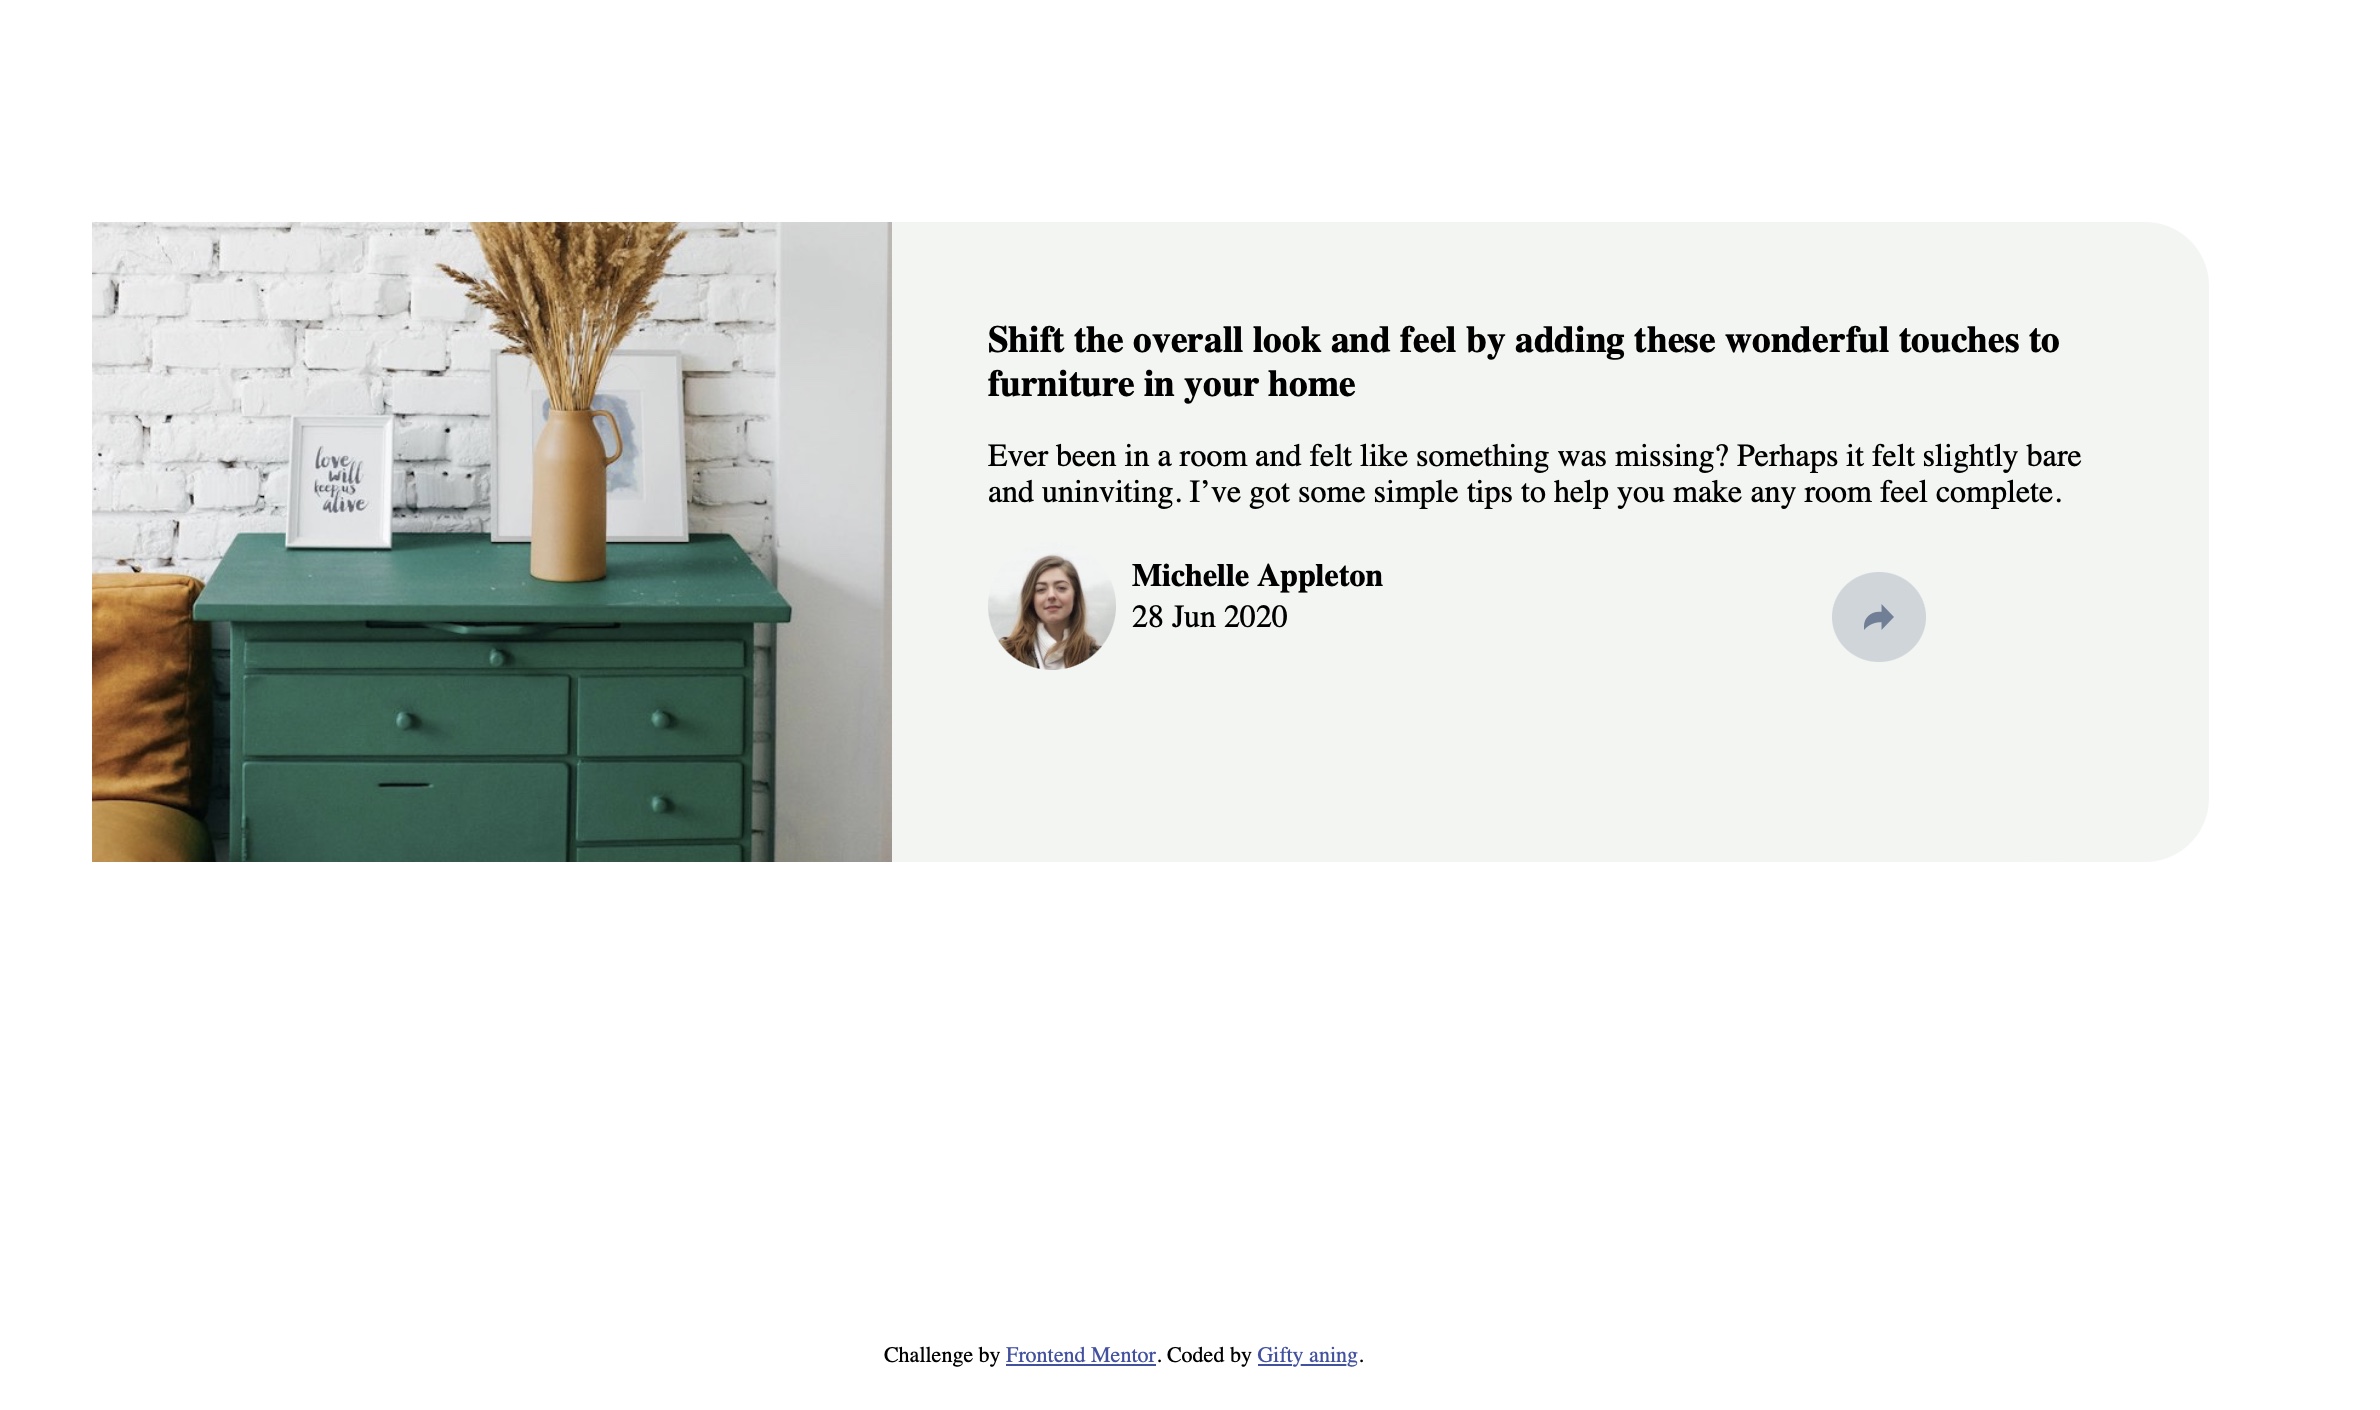 love
will
keep us
alive
Shift the overall look and feel by adding these wonderful touches to
furniture in your home
Ever been in a room and felt like something was missing? Perhaps it felt slightly bare
and uninviting. I’ve got some simple tips to help you make any room feel complete.
Michelle Appleton
28 Jun 2020
Challenge by Frontend Mentor. Coded by Gifty aning.